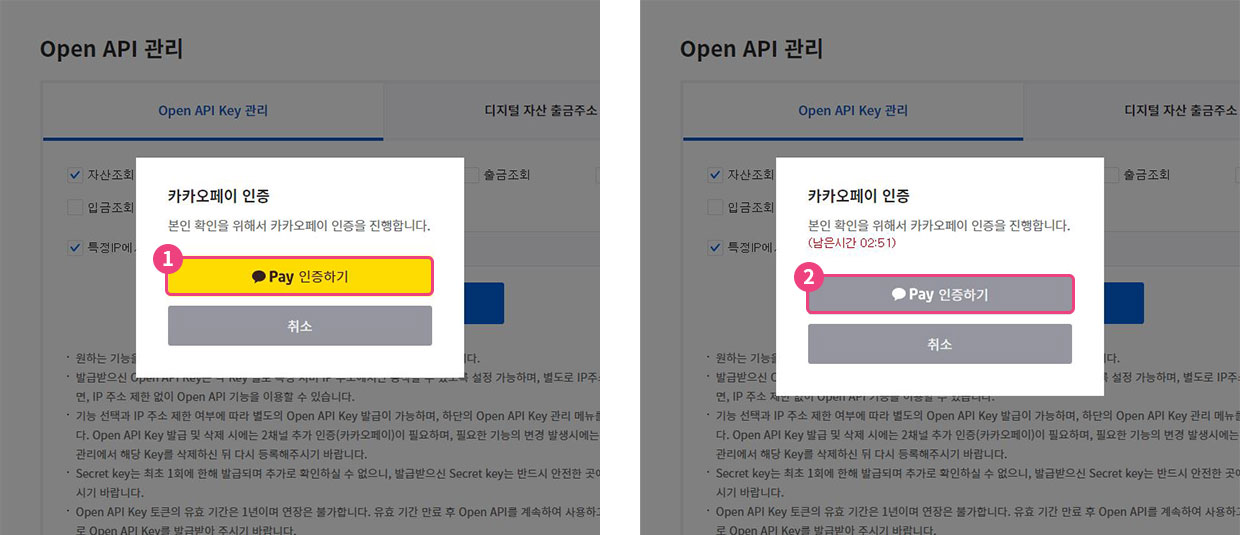 Open API 관리
Open API Key 관리
디지털 자산 출금주소
자산조회
출금조회
입금조회
특정IP에
카카오페이 인증
본인 확인을 위해서 카카오페이 인증을 진행합니다.
1
Pay 인증하기
취소
원하는 기능을
다.
발급받으신 Open API Key는 각 Key 별로 특정 서버 IP 주소에서만 동작할 수 있도록 설정 가능하며, 별도로 IP주소
면, IP 주소 제한 없이 Open API 기능을 이용할 수 있습니다.
기능 선택과 IP 주소 제한 여부에 따라 별도의 Open API Key 발급이 가능하며, 하단의 Open API Key 관리 메뉴를
다. Open API Key 발급 및 삭제 시에는 2채널 추가 인증(카카오페이)이 필요하며, 필요한 기능의 변경 발생시에는
관리에서 해당 Key를 삭제하신 뒤 다시 등록해주시기 바랍니다.
Secret key는 최초 1회에 한해 발급되며 추가로 확인하실 수 없으니, 발급받으신 Secret key는 반드시 안전한 곳에
시기 바랍니다.
Open API Key 토큰의 유효 기간은 1년이며 연장은 불가합니다. 유효 기간 만료 후 Open API를 계속하여 사용하고
로 Open API Key를 발급받아 주시기 바랍니다.
Open API 관리
Open API Key 관리
디지털 자산 출금주소
자산조회
출금조회
입금조회
특정IP에
카카오페이 인증
본인 확인을 위해서 카카오페이 인증을 진행합니다.
(남은시간 02:51)
2
Pay 인증하기
취소
원하는 기능을
다.
발급받으신
설정 가능하며, 별도로 IP주소
면, IP 주소 제한 없이 Open API 기능을 이용할 수 있습니다.
기능 선택과 IP 주소 제한 여부에 따라 별도의 Open API Key 발급이 가능하며, 하단의 Open API Key 관리 메뉴를
다. Open API Key 발급 및 삭제 시에는 2채널 추가 인증(카카오페이)이 필요하며, 필요한 기능의 변경 발생시에는
관리에서 해당 Key를 삭제하신 뒤 다시 등록해주시기 바랍니다.
Secret key는 최초 1회에 한해 발급되며 추가로 확인하실 수 없으니, 발급받으신 Secret key는 반드시 안전한 곳에
시기 바랍니다.
Open API Key 토큰의 유효 기간은 1년이며 연장은 불가합니다. 유효 기간 만료 후 Open API를 계속하여 사용하고
로 Open API Key를 발급받아 주시기 바랍니다.